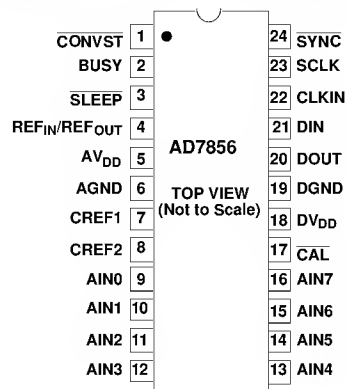 CONVST 1 24 SYNC
BUSY 2 23 SCLK
SLEEP 3 22 CLKIN
REFIN/REFOUT 4 21 DIN
AVDD 5 AD7856 20 DOUT
AGND 6 TOP VIEW 19 DGND
CREF1 7 (Not to Scale) 18 DVDD
CREF2 8 17 CAL
AIN0 9 16 AIN7
AIN1 10 15 AIN6
AIN2 11 14 AIN5
AIN3 12 13 AIN4